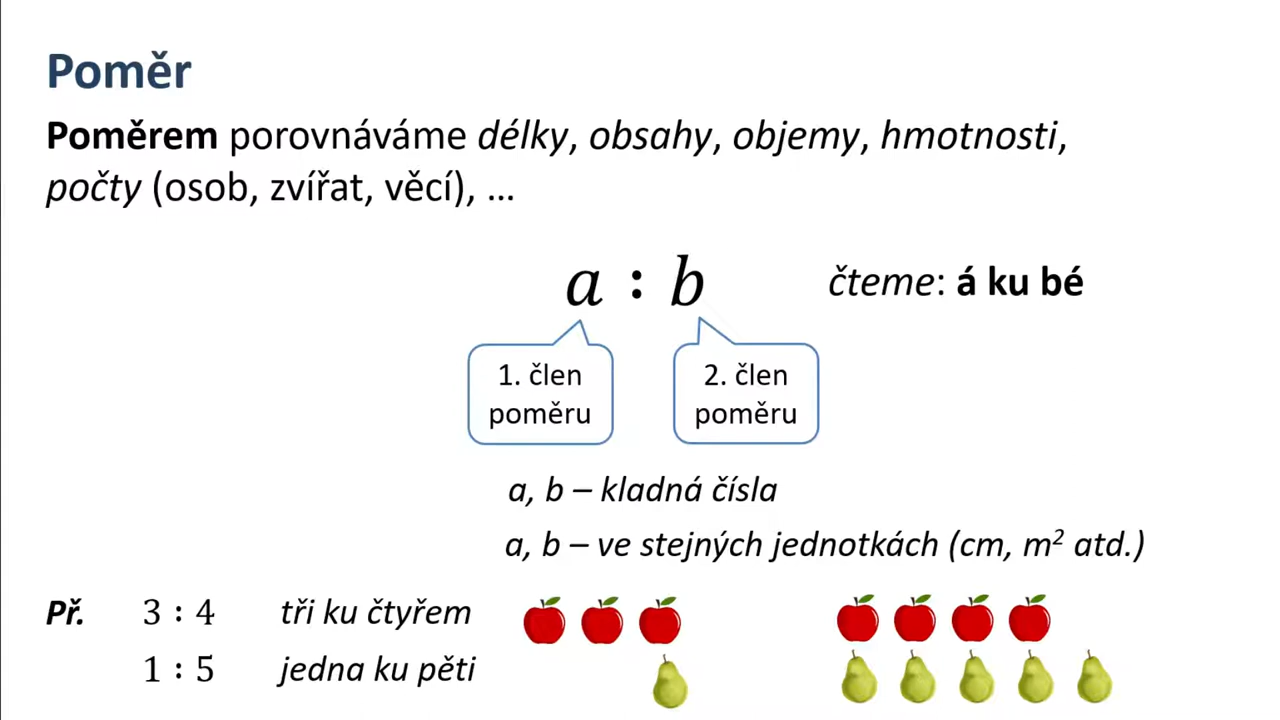 Poměr
Poměrem porovnáváme délky, obsahy, objemy, hmotnosti,
počty (osob, zvířat, věcí), ...
a : b
čteme: á ku bé
1. člen
poměru
2. člen
poměru
a, b – kladná čísla
a, b – ve stejných jednotkách (cm, m² atd.)
Př. 3 : 4 tři ku čtyřem
1 : 5 jedna ku pěti